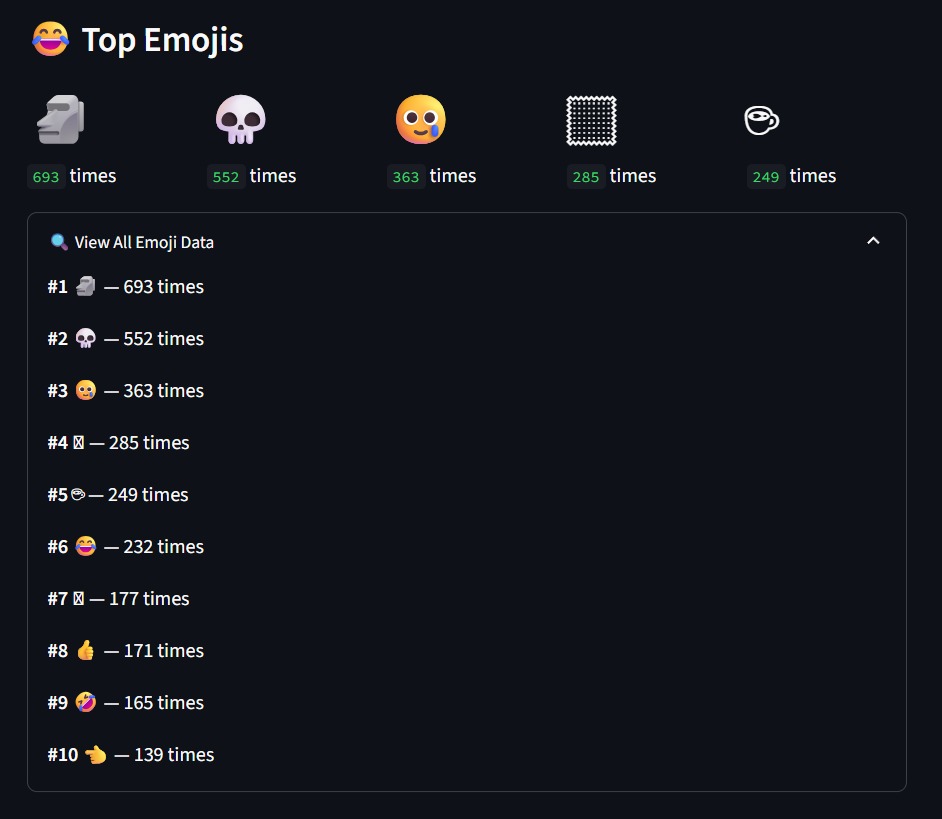 😂 Top Emojis
🗿 💀 🥲 ☕
693 times 552 times 363 times 285 times 249 times
🔍 View All Emoji Data
#1 🗿 — 693 times
#2 💀 — 552 times
#3 🥲 — 363 times
#4 — 285 times
#5 ☕ — 249 times
#6 😂 — 232 times
#7 — 177 times
#8 👍 — 171 times
#9 🤣 — 165 times
#10 👈 — 139 times